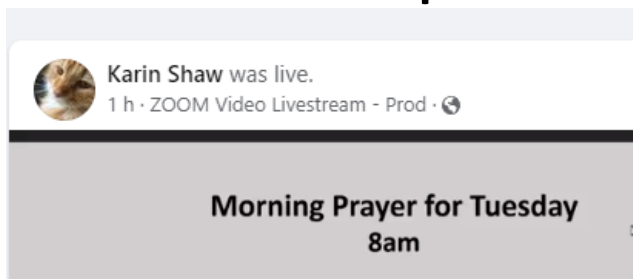 Karin Shaw was live.
1 h · ZOOM Video Livestream - Prod ·
Morning Prayer for Tuesday
8am